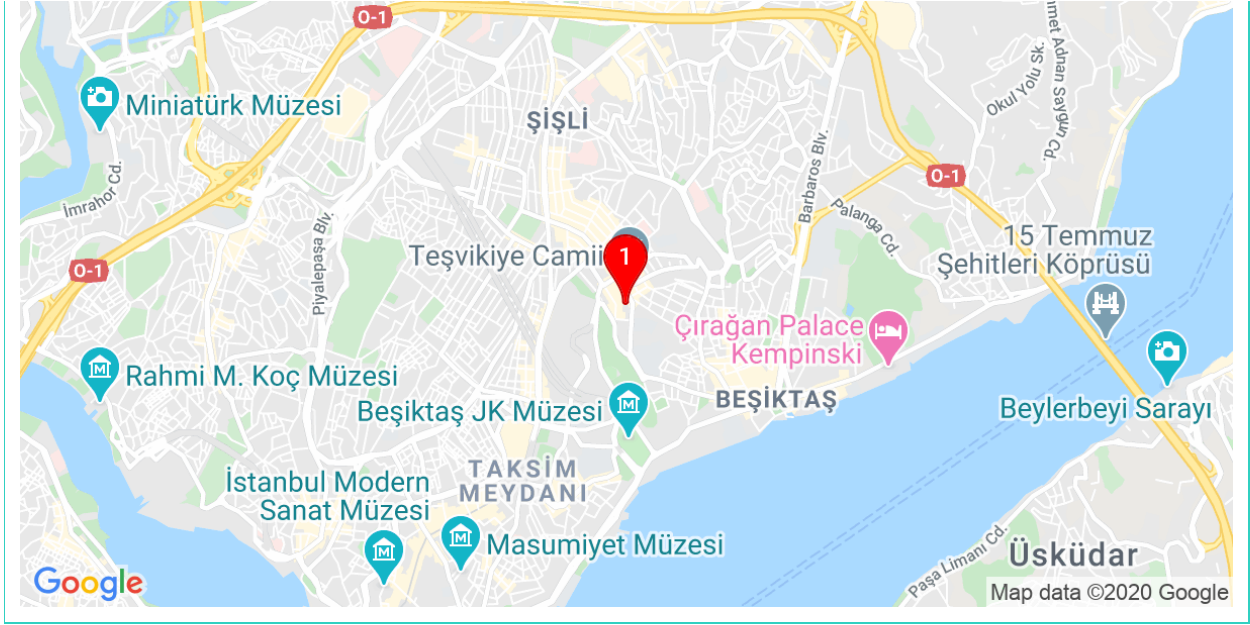 O-1
Miniatürk Müzesi
ŞİŞLİ
Okul Yolu Sk.
Ahmet Adnan Saygun Cd.
İmrahor Cd.
Piyalepaşa Blv.
Barbaros Blv.
O-1
Palanga Cd.
Teşvikiye Camii
1
15 Temmuz
Şehitleri Köprüsü
O-1
Çırağan Palace
Kempinski
Rahmi M. Koç Müzesi
Beşiktaş JK Müzesi
BEŞİKTAŞ
Beylerbeyi Sarayı
TAKSİM
MEYDANI
İstanbul Modern
Sanat Müzesi
Masumiyet Müzesi
Paşa Limanı Cd.
Üsküdar
Google
Map data ©2020 Google